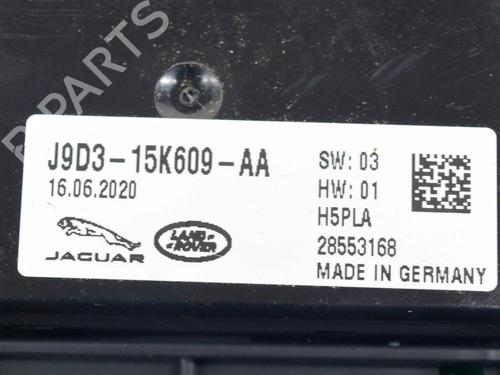 B PARTS
J9D3-15K609-AA
16.06.2020
SW: 03
HW: 01
H5PLA
28553168
MADE IN GERMANY
JAGUAR
LAND ROVER